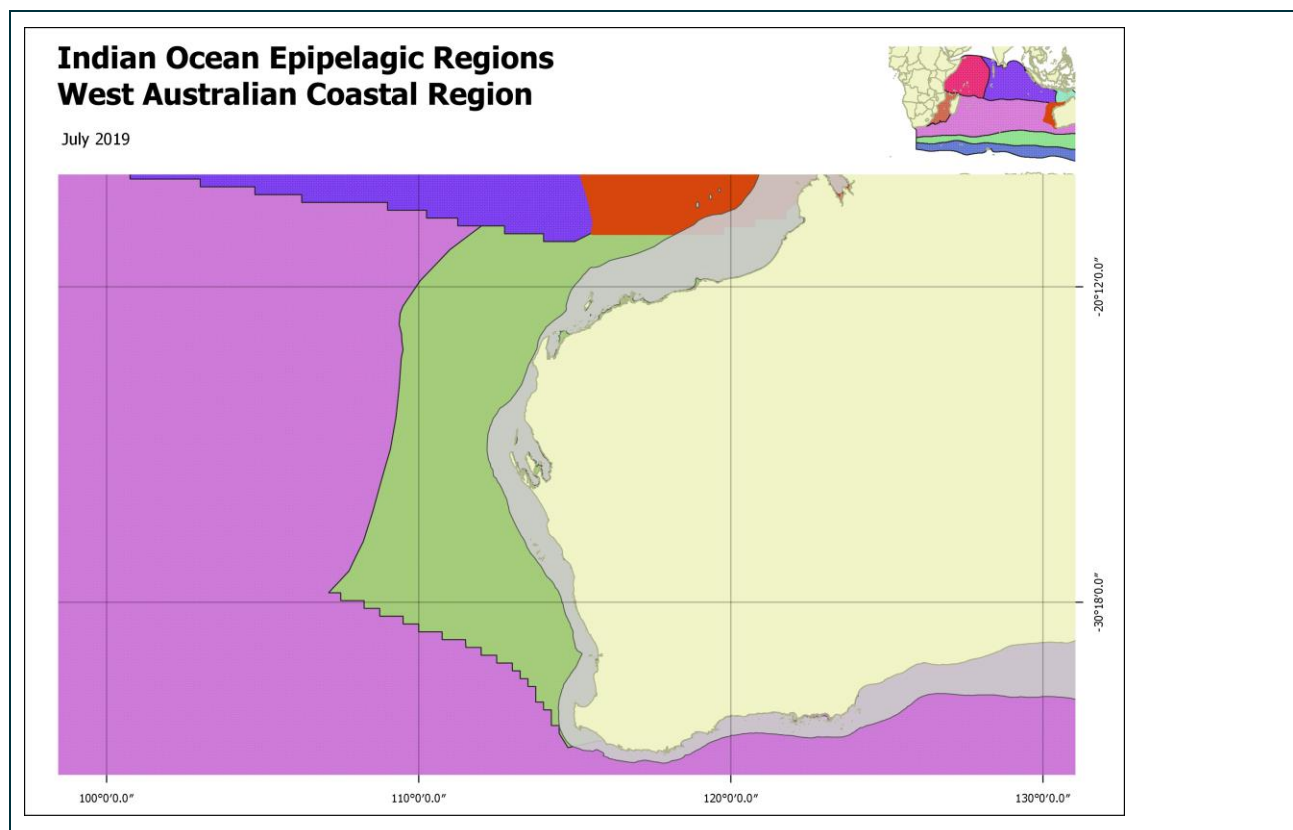 Indian Ocean Epipelagic Regions
West Australian Coastal Region
July 2019
-20°12'0.0"
-30°18'0.0"
100°0'0.0"
110°0'0.0"
120°0'0.0"
130°0'0.0"